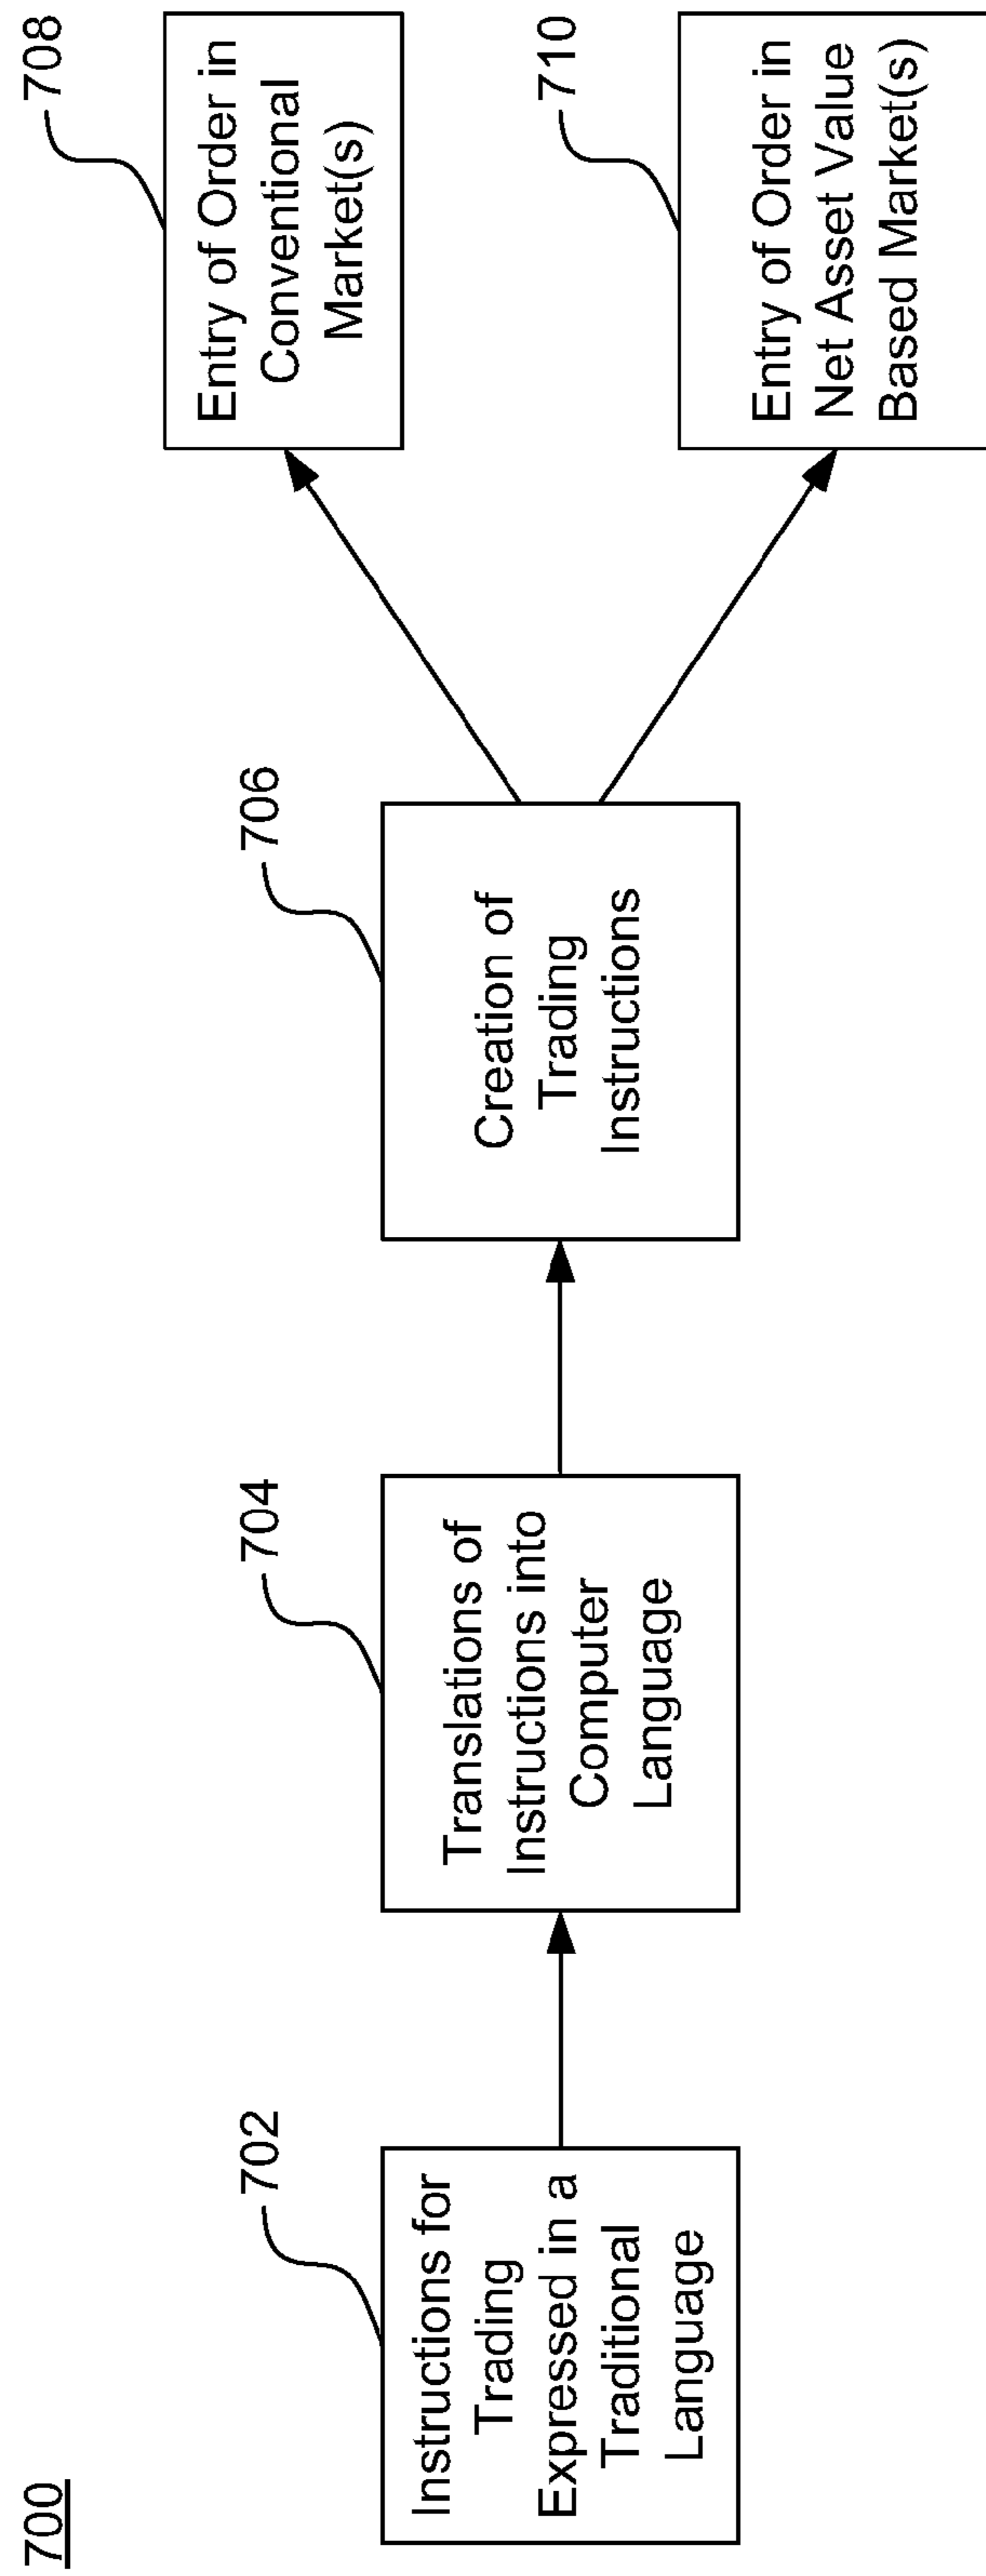 700
702
Instructions for
Trading
Expressed in a
Traditional
Language
704
Translations of
Instructions into
Computer
Language
706
Creation of
Trading
Instructions
708
Entry of Order in
Conventional
Market(s)
710
Entry of Order in
Net Asset Value
Based Market(s)